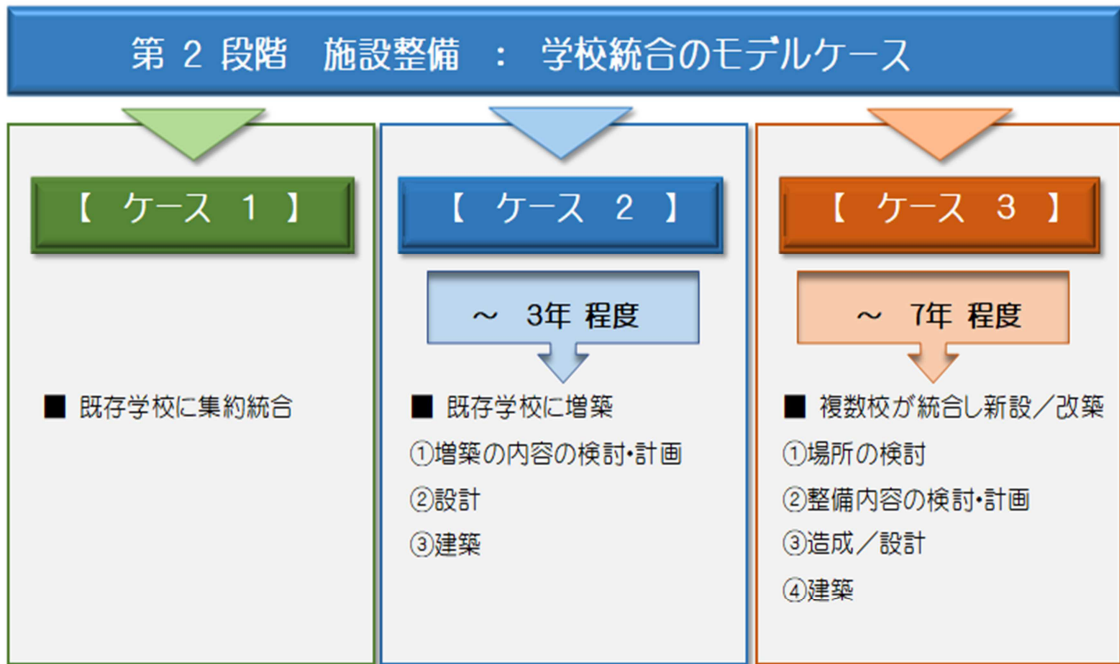 第 2 段階 施設整備 : 学校統合のモデルケース
【 ケース 1 】
■ 既存学校に集約統合
【 ケース 2 】
～ 3年 程度
■ 既存学校に増築
①増築の内容の検討・計画
②設計
③建築
【 ケース 3 】
～ 7年 程度
■ 複数校が統合し新設／改築
①場所の検討
②整備内容の検討・計画
③造成／設計
④建築